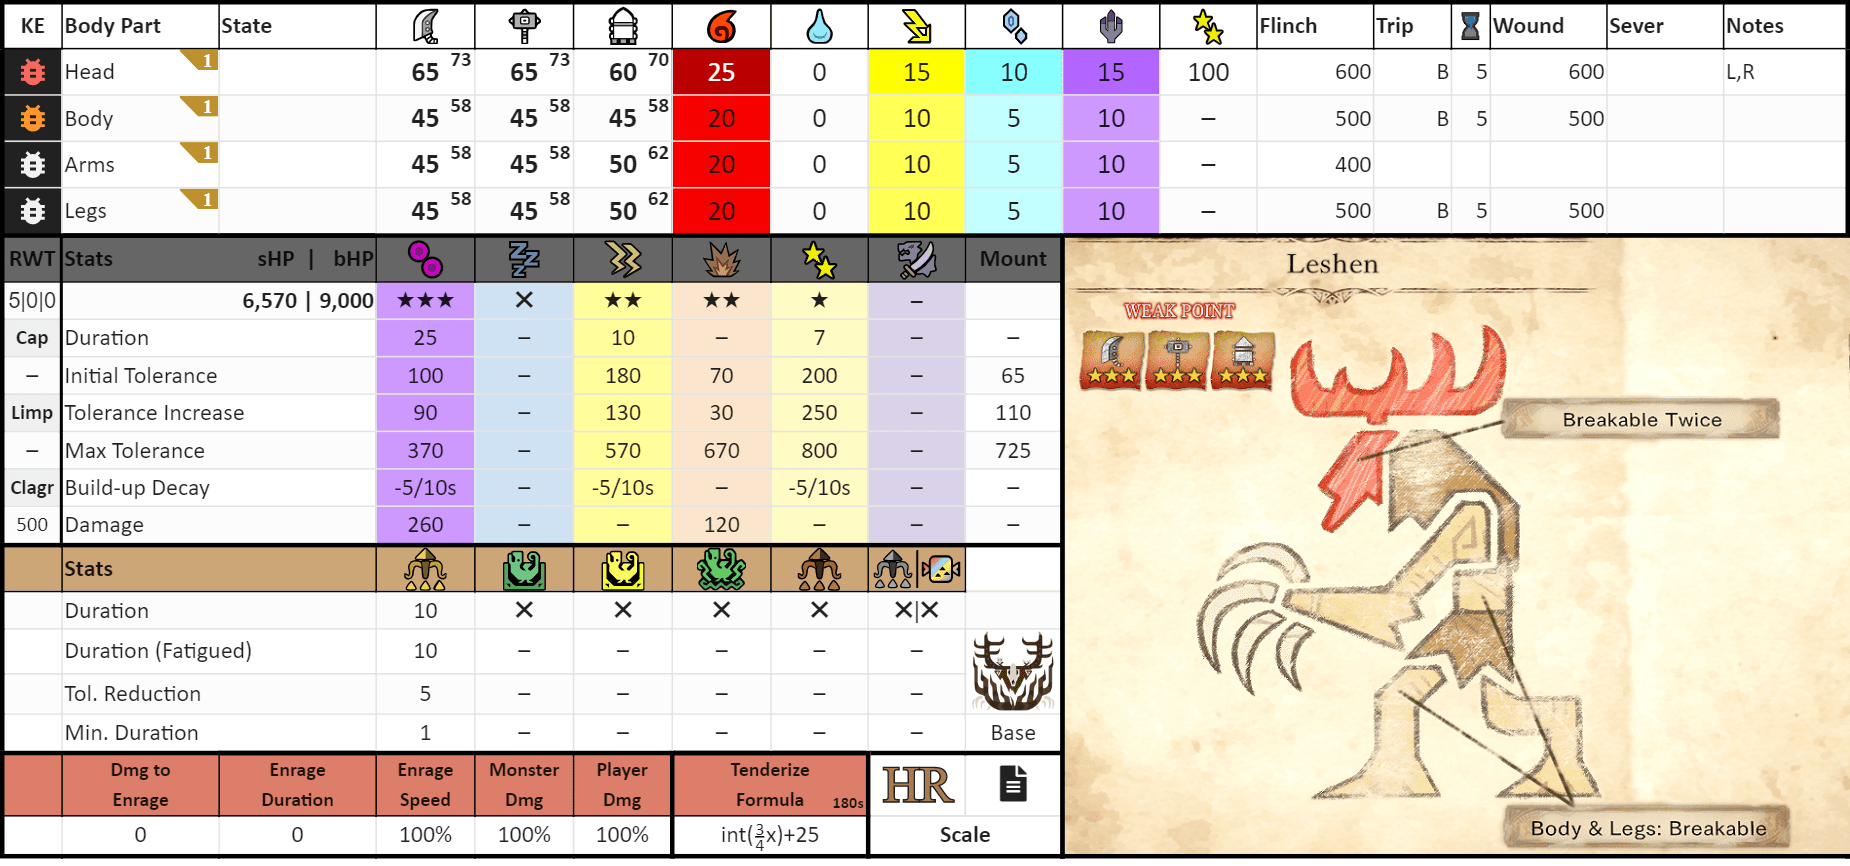 KE Body Part State Flinch Trip Wound Sever Notes
Head 1 65 73 65 73 60 70 25 0 15 10 15 100 600 B 5 600 L,R
Body 1 45 58 45 58 45 58 20 0 10 5 10 – 500 B 5 500
Arms 1 45 58 45 58 50 62 20 0 10 5 10 – 400
Legs 1 45 58 45 58 50 62 20 0 10 5 10 – 500 B 5 500
RWT Stats sHP | bHP Mount
5|0|0 6,570 | 9,000 ★★★ ✕ ★★ ★★ ★ –
Cap Duration 25 – 10 – 7 – –
– Initial Tolerance 100 – 180 70 200 – 65
Limp Tolerance Increase 90 – 130 30 250 – 110
– Max Tolerance 370 – 570 670 800 – 725
Clagr Build-up Decay -5/10s – -5/10s – -5/10s – –
500 Damage 260 – – 120 – – –
Stats
Duration 10 ✕ ✕ ✕ ✕ ✕|✕
Duration (Fatigued) 10 – – – – –
Tol. Reduction 5 – – – – –
Min. Duration 1 – – – – – Base
Dmg to Enrage Enrage Monster Player Tenderize
Enrage Duration Speed Dmg Dmg Formula 180s HR
0 0 100% 100% 100% int(¾x)+25 Scale
Leshen
WEAK POINT
Breakable Twice
Body & Legs: Breakable